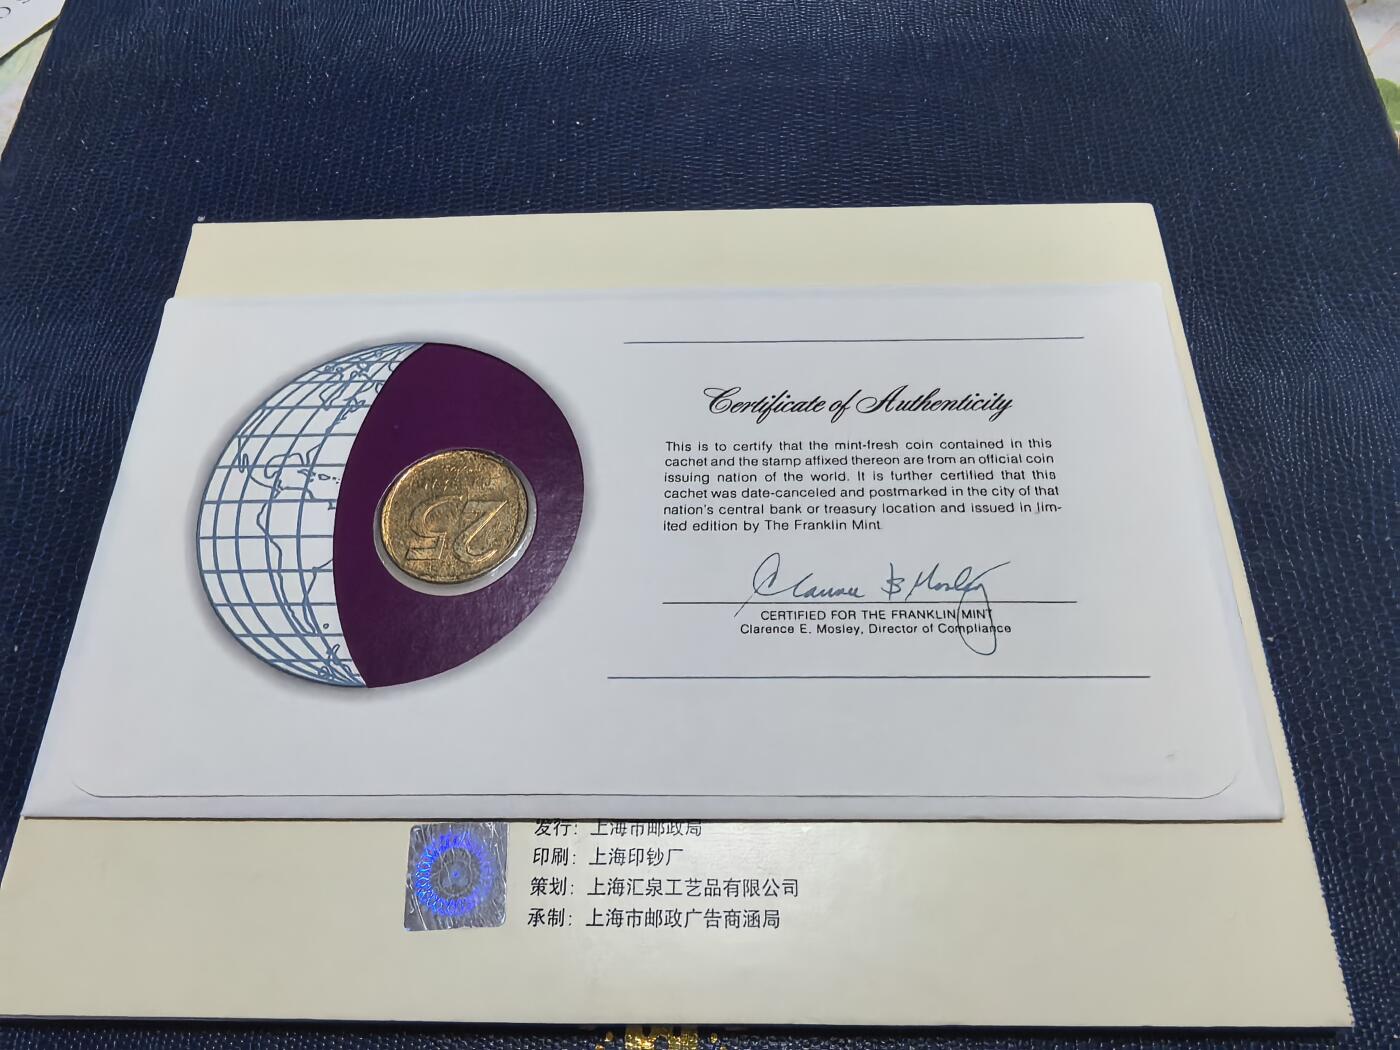 Certificate of Authenticity
This is to certify that the mint-fresh coin contained in this
cachet and the stamp affixed thereon are from an official coin
issuing nation of the world. It is further certified that this
cachet was date-canceled and postmarked in the city of that
nation's central bank or treasury location and issued in lim-
ited edition by The Franklin Mint
Clarence E Mosley
CERTIFIED FOR THE FRANKLIN MINT
Clarence E. Mosley, Director of Compliance
25
发行：上海市邮政局
印刷：上海印钞厂
策划：上海汇泉工艺品有限公司
承制：上海市邮政广告商涵局